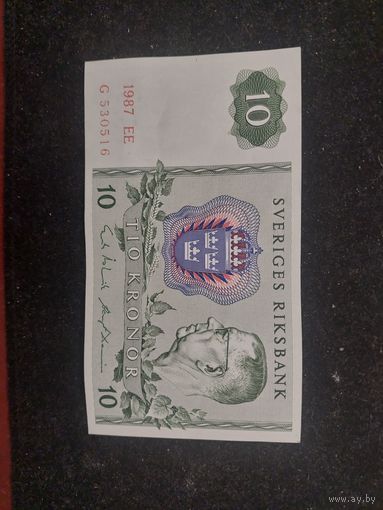 SVERIGES RIKSBANK
10
1987 EE
G 530516
10 TIO KRONOR 10
www.ay.by